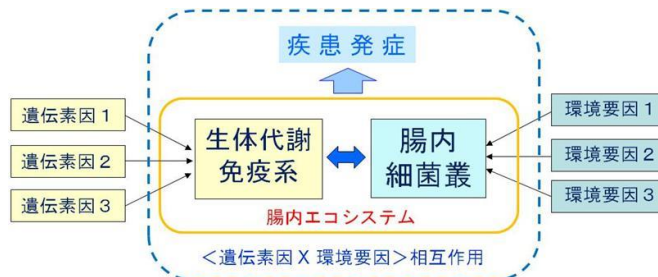 疾患発症
遺伝素因1
遺伝素因2
遺伝素因3
生体代謝
免疫系
腸内
細菌叢
環境要因1
環境要因2
環境要因3
腸内エコシステム
＜遺伝素因 X 環境要因＞相互作用